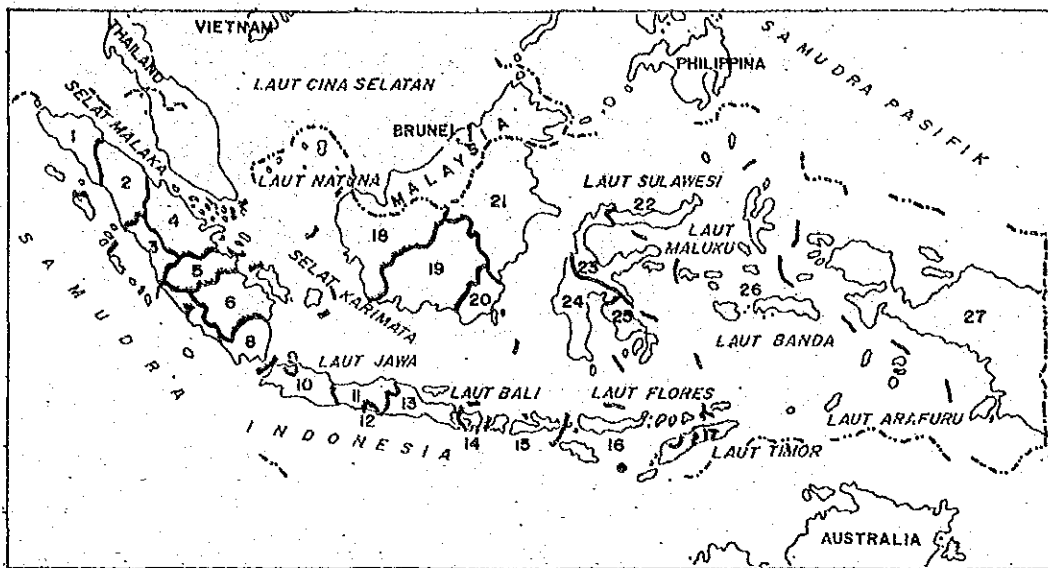 VIETNAM
THAILAND
SAMUDRA PASIFIK
PHILIPPINA
LAUT CINA SELATAN
SELAT MALAKA
BRUNEI
MALAYSIA
1
2
LAUT NATUNA
LAUT SULAWESI
21
22
4
18
LAUT
MALUKU
3
5
19
SELAT KARIMATA
23
26
6
20
24
25
27
SAMUDRA
8
LAUT BANDA
LAUT JAWA
10
11
13
LAUT BALI
LAUT FLORES
12
14
15
16
17
LAUT ARAFURU
INDONESIA
LAUT TIMOR
AUSTRALIA